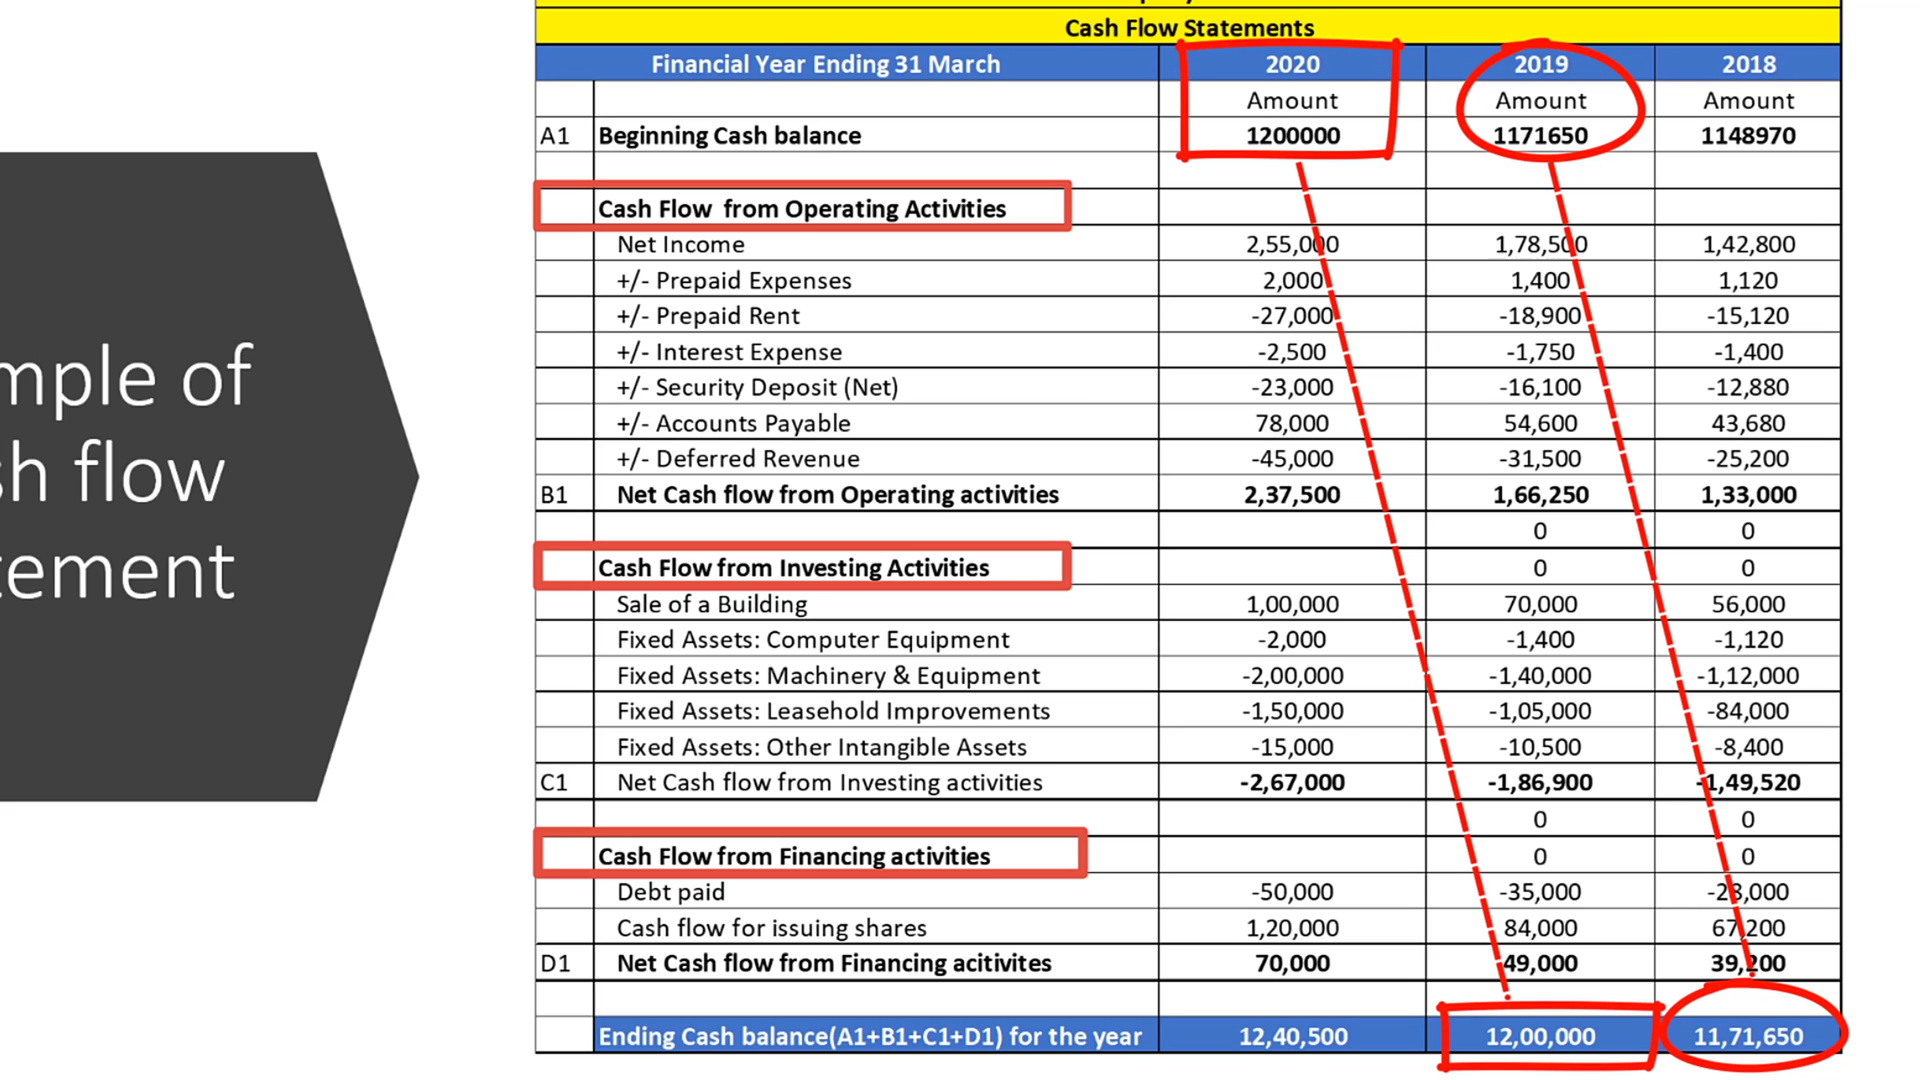 mple of
sh flow
tement
Cash Flow Statements
Financial Year Ending 31 March 2020 2019 2018
Amount Amount Amount
A1 Beginning Cash balance 1200000 1171650 1148970
Cash Flow from Operating Activities
Net Income 2,55,000 1,78,500 1,42,800
+/- Prepaid Expenses 2,000 1,400 1,120
+/- Prepaid Rent -27,000 -18,900 -15,120
+/- Interest Expense -2,500 -1,750 -1,400
+/- Security Deposit (Net) -23,000 -16,100 -12,880
+/- Accounts Payable 78,000 54,600 43,680
+/- Deferred Revenue -45,000 -31,500 -25,200
B1 Net Cash flow from Operating activities 2,37,500 1,66,250 1,33,000
0 0
Cash Flow from Investing Activities 0 0
Sale of a Building 1,00,000 70,000 56,000
Fixed Assets: Computer Equipment -2,000 -1,400 -1,120
Fixed Assets: Machinery & Equipment -2,00,000 -1,40,000 -1,12,000
Fixed Assets: Leasehold Improvements -1,50,000 -1,05,000 -84,000
Fixed Assets: Other Intangible Assets -15,000 -10,500 -8,400
C1 Net Cash flow from Investing activities -2,67,000 -1,86,900 -1,49,520
0 0
Cash Flow from Financing activities 0 0
Debt paid -50,000 -35,000 -28,000
Cash flow for issuing shares 1,20,000 84,000 67,200
D1 Net Cash flow from Financing acitivites 70,000 49,000 39,200
Ending Cash balance(A1+B1+C1+D1) for the year 12,40,500 12,00,000 11,71,650